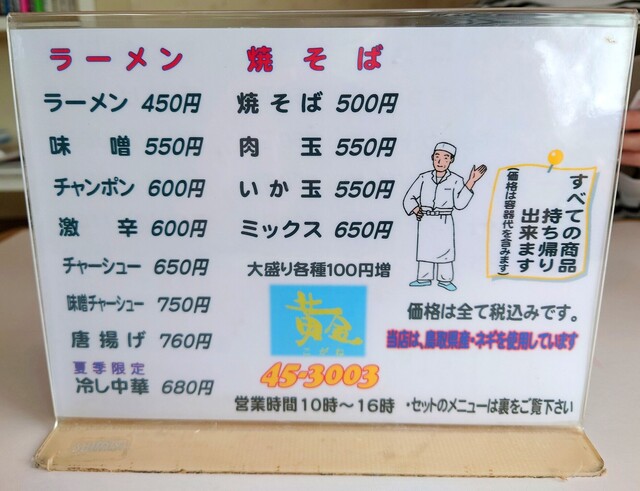 ラーメン
ラーメン 450円
味噌 550円
チャンポン 600円
激辛 600円
チャーシュー 650円
味噌チャーシュー 750円
唐揚げ 760円
夏季限定
冷し中華 680円
焼そば
焼そば 500円
肉玉 550円
いか玉 550円
ミックス 650円
大盛り各種100円増
黄金
こがね
45-3003
営業時間10時～16時
すべての商品
持ち帰り
出来ます
(価格は容器代を含みます)
価格は全て税込みです。
当店は、鳥取県産・ネギを使用しています
・セットのメニューは裏をご覧下さい